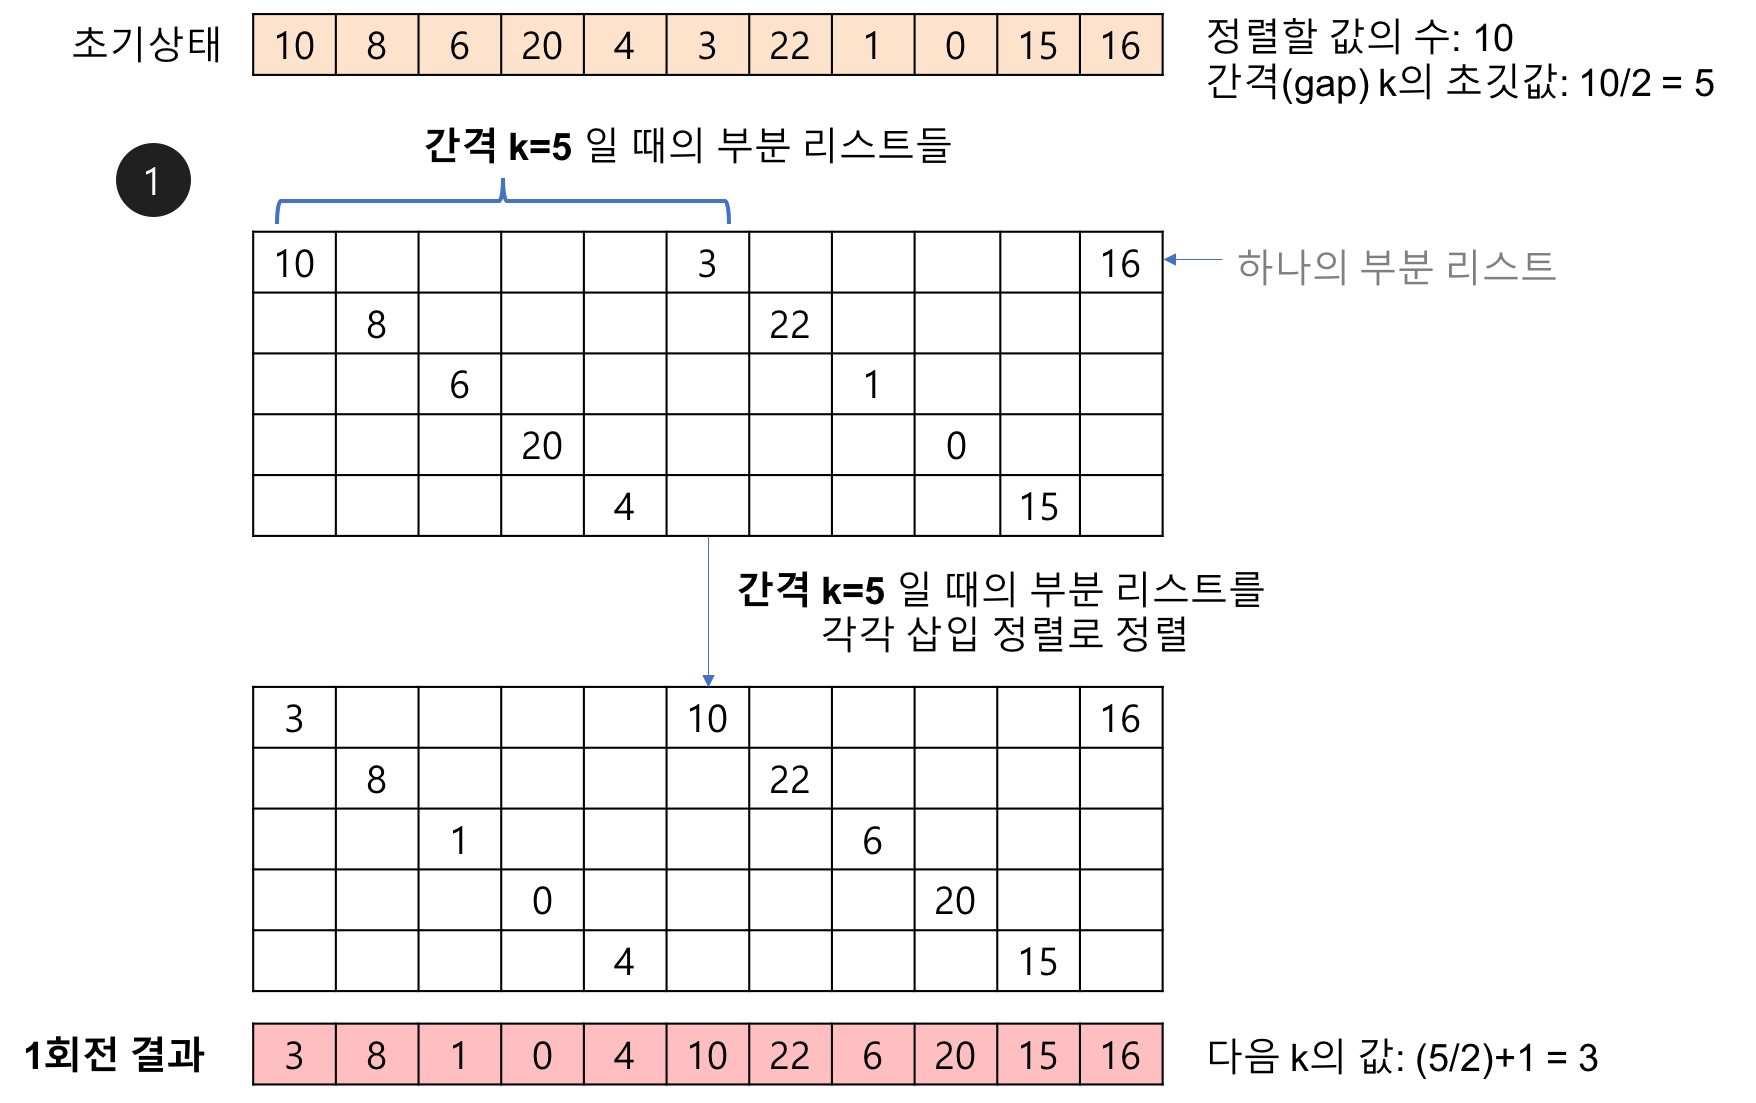 초기상태 10 8 6 20 4 3 22 1 0 15 16
정렬할 값의 수: 10
간격(gap) k의 초깃값: 10/2 = 5
1
간격 k=5 일 때의 부분 리스트들
10 3 16
하나의 부분 리스트
8 22
6 1
20 0
4 15
간격 k=5 일 때의 부분 리스트를
각각 삽입 정렬로 정렬
3 10 16
8 22
1 6
0 20
4 15
1회전 결과 3 8 1 0 4 10 22 6 20 15 16
다음 k의 값: (5/2)+1 = 3